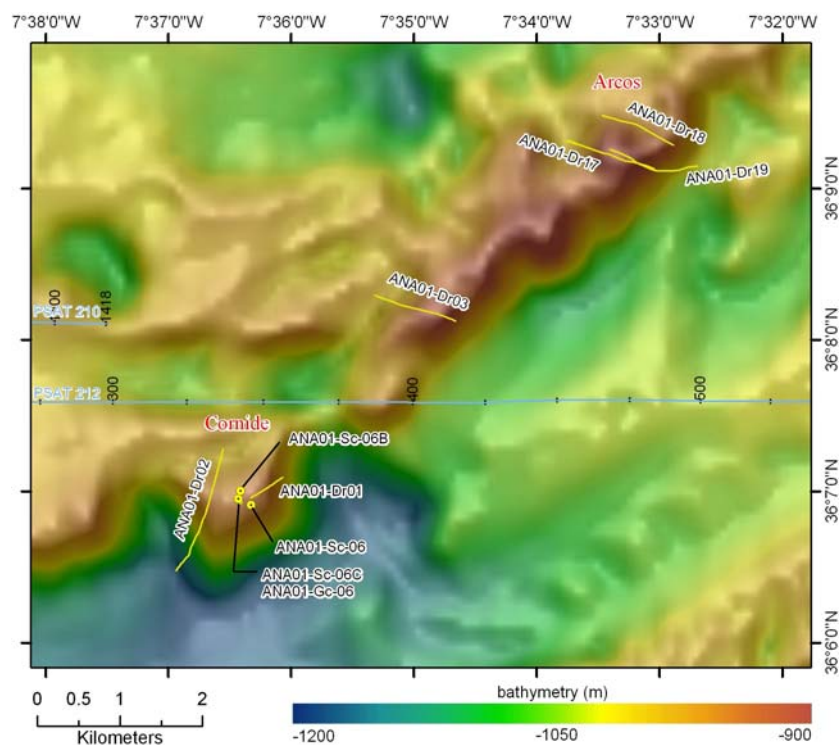 7°38'0"W 7°37'0"W 7°36'0"W 7°35'0"W 7°34'0"W 7°33'0"W 7°32'0"W
Arcos
ANA01-Dr18
ANA01-Dr17
ANA01-Dr19
36°9'0"N
ANA01-Dr03
PSAT 210
-1418
36°8'0"N
PSAT 212
-300
-400
-500
Cornide
ANA01-Sc-06B
ANA01-Dr02
ANA01-Dr01
36°7'0"N
ANA01-Sc-06
ANA01-Sc-06C
ANA01-Gc-06
36°6'0"N
0 0.5 1 2
Kilometers
bathymetry (m)
-1200 -1050 -900